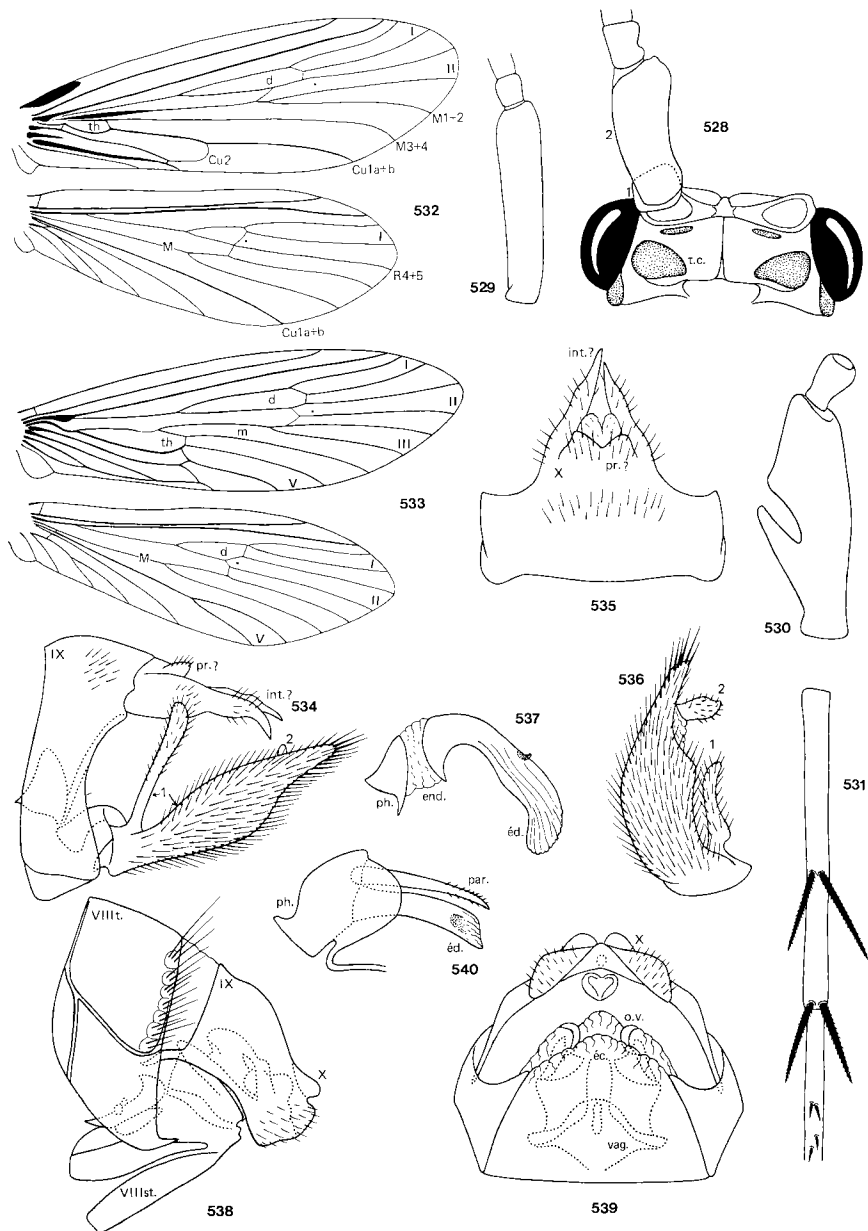 I
II
d
M1+2
th
M3+4
Cu2
Cu1a+b
532
M
I
R4+5
Cu1a+b
529
2
528
1
t.c.
I
d
II
m
th
III
V
M
d
I
II
V
533
int.?
X
pr.?
535
530
IX
pr.?
int.?
534
2
1
537
ph.
end.
éd.
536
2
1
531
VIIIt.
IX
X
VIIIst.
538
ph.
par.
éd.
540
X
o.v.
éc.
vag.
539